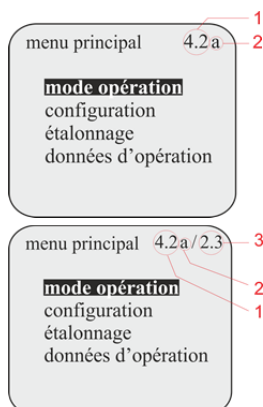 1
menu principal 4.2 a 2
mode opération
configuration
étalonnage
données d'opération
menu principal 4.2 a / 2.3 3
2
mode opération 1
configuration
étalonnage
données d'opération